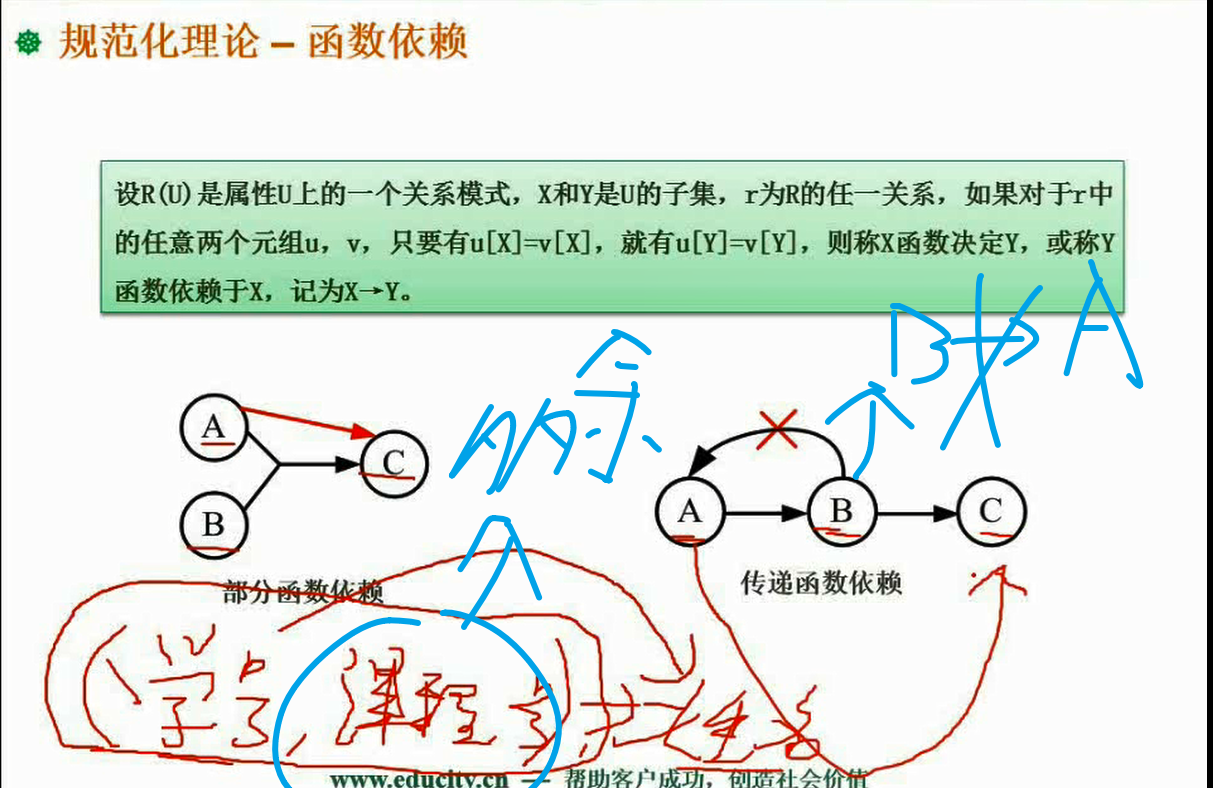 规范化理论 – 函数依赖
设R(U)是属性U上的一个关系模式，X和Y是U的子集，r为R的任一关系，如果对于r中
的任意两个元组u，v，只要有u[X]=v[X]，就有u[Y]=v[Y]，则称X函数决定Y，或称Y
函数依赖于X，记为X→Y。
B↛A
A
C
B
A
B
C
部分函数依赖
传递函数依赖
(学号，课程号)→姓名
www.educity.cn — 帮助客户成功，创造社会价值